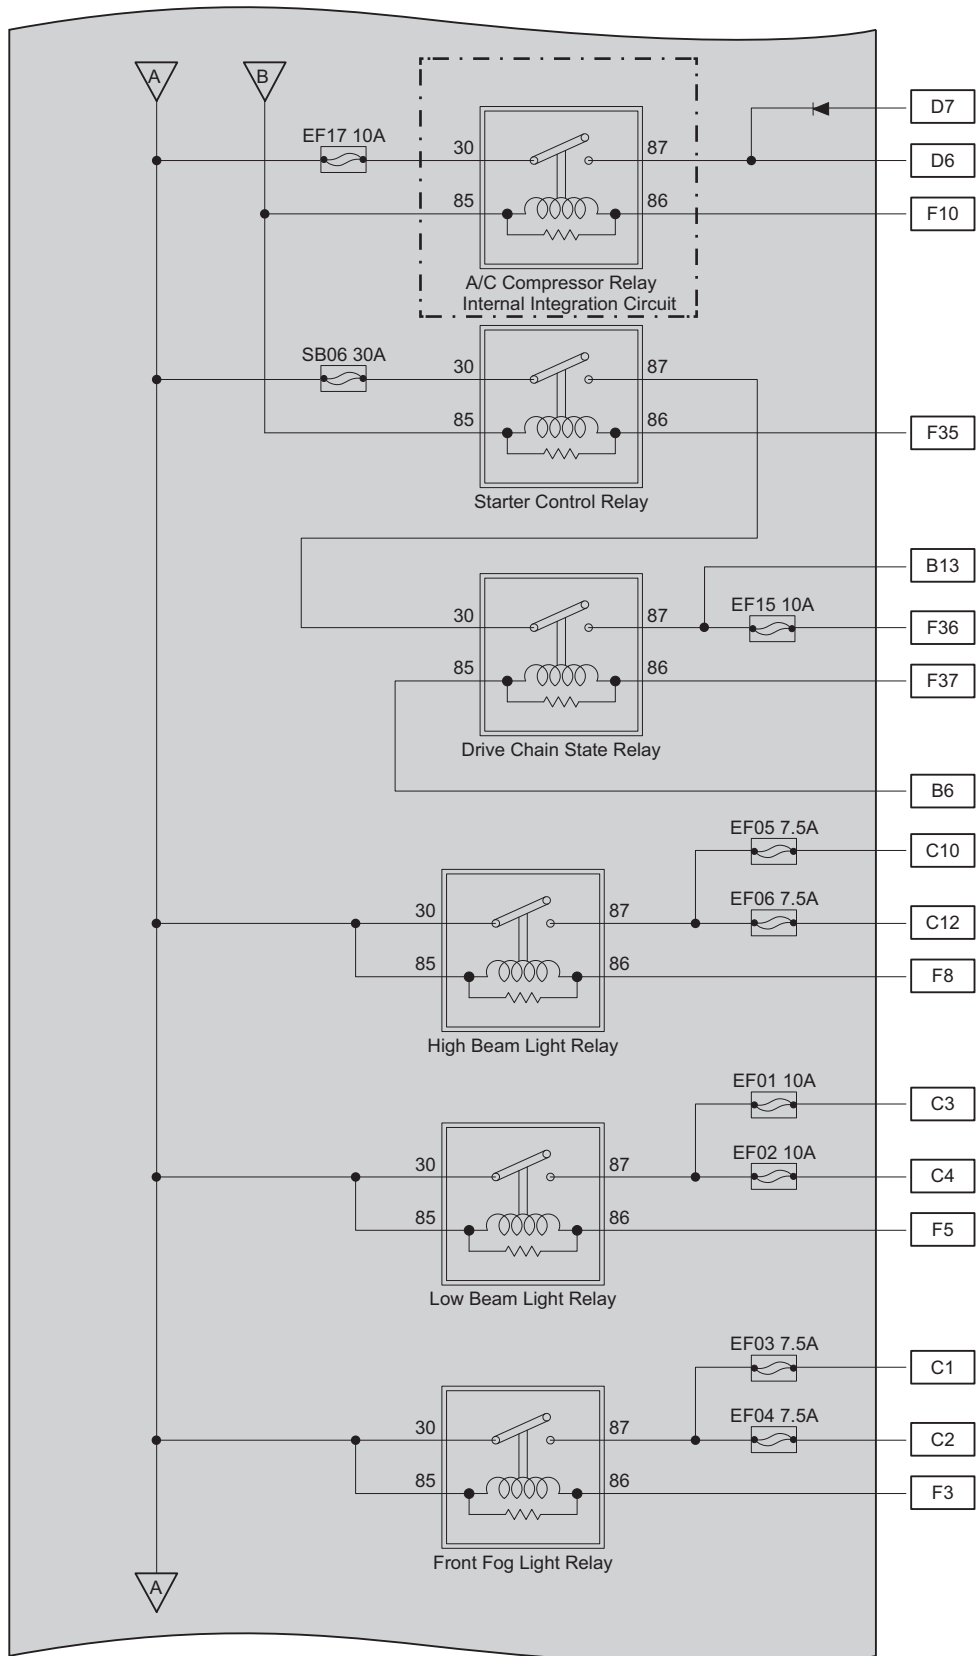 A
B
D7
EF17 10A
30
87
D6
85
86
F10
A/C Compressor Relay
Internal Integration Circuit
SB06 30A
30
87
85
86
F35
Starter Control Relay
B13
EF15 10A
30
87
F36
85
86
F37
Drive Chain State Relay
B6
EF05 7.5A
C10
EF06 7.5A
30
87
C12
85
86
F8
High Beam Light Relay
EF01 10A
C3
EF02 10A
30
87
C4
85
86
F5
Low Beam Light Relay
EF03 7.5A
C1
EF04 7.5A
30
87
C2
85
86
F3
Front Fog Light Relay
A